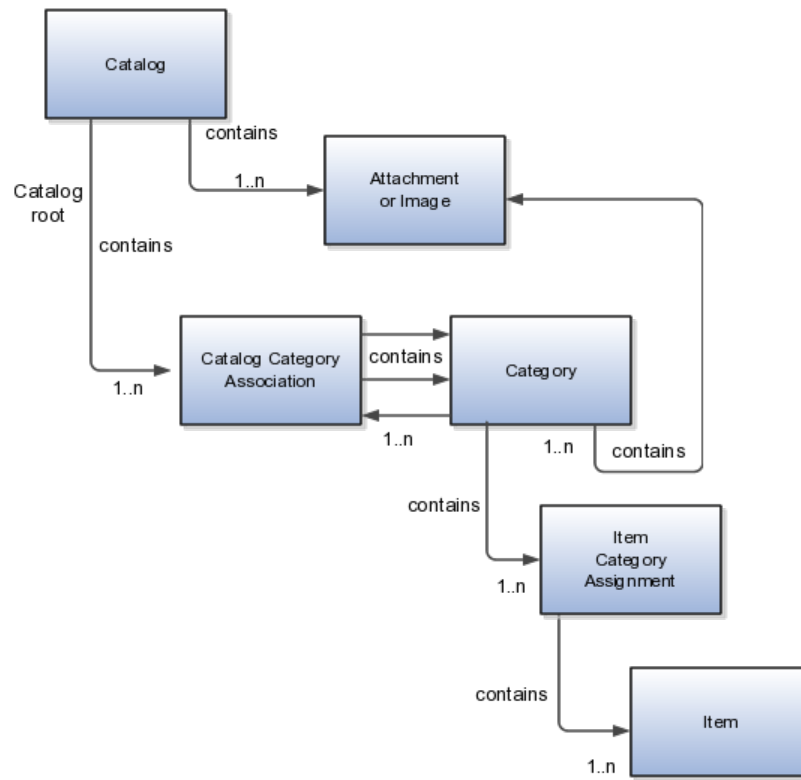 Catalog
contains
1..n
Attachment
or Image
Catalog
root
contains
1..n
Catalog Category
Association
contains
Category
1..n
1..n
contains
contains
1..n
Item
Category
Assignment
contains
1..n
Item